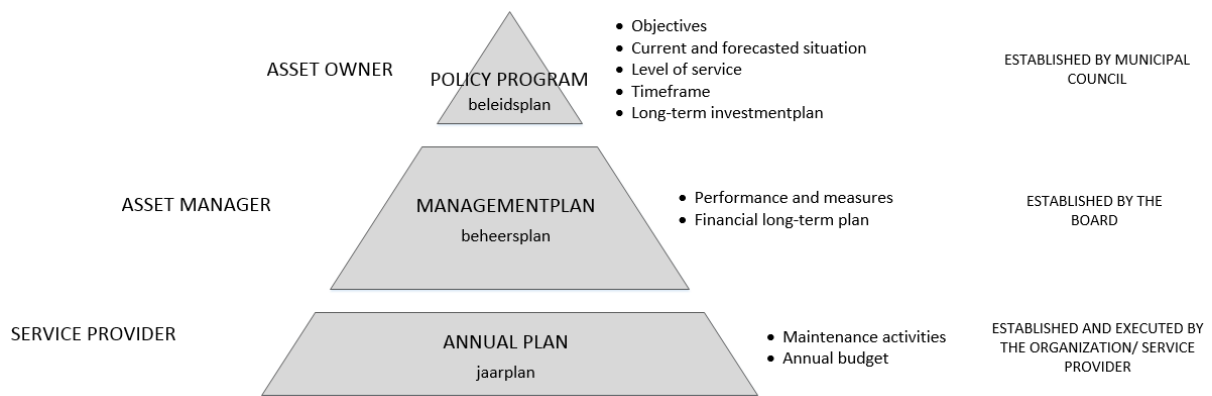 ASSET OWNER
POLICY PROGRAM
beleidsplan
• Objectives
• Current and forecasted situation
• Level of service
• Timeframe
• Long-term investmentplan
ESTABLISHED BY MUNICIPAL
COUNCIL
ASSET MANAGER
MANAGEMENTPLAN
beheersplan
• Performance and measures
• Financial long-term plan
ESTABLISHED BY THE
BOARD
SERVICE PROVIDER
ANNUAL PLAN
jaarplan
• Maintenance activities
• Annual budget
ESTABLISHED AND EXECUTED BY
THE ORGANIZATION/ SERVICE
PROVIDER